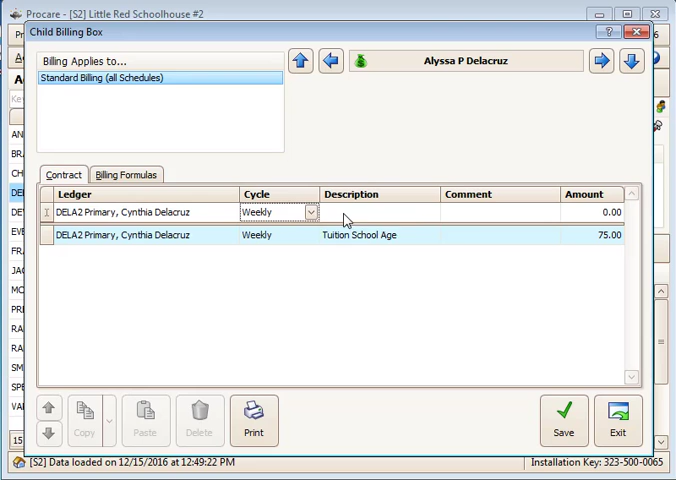 Procare - [S2] Little Red Schoolhouse #2
Child Billing Box
Billing Applies to...
Standard Billing (all Schedules)
Alyssa P Delacruz
Contract
Billing Formulas
Ledger Cycle Description Comment Amount
DELA2 Primary, Cynthia Delacruz Weekly 0.00
DELA2 Primary, Cynthia Delacruz Weekly Tuition School Age 75.00
Copy
Paste
Delete
Print
Save
Exit
15
[S2] Data loaded on 12/15/2016 at 12:49:22 PM
Installation Key: 323-500-0065